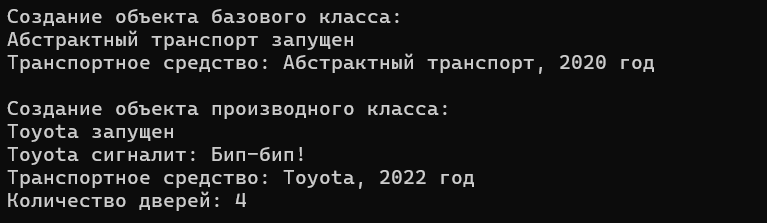 Создание объекта базового класса:
Абстрактный транспорт запущен
Транспортное средство: Абстрактный транспорт, 2020 год
Создание объекта производного класса:
Toyota запущен
Toyota сигналит: Бип-бип!
Транспортное средство: Toyota, 2022 год
Количество дверей: 4